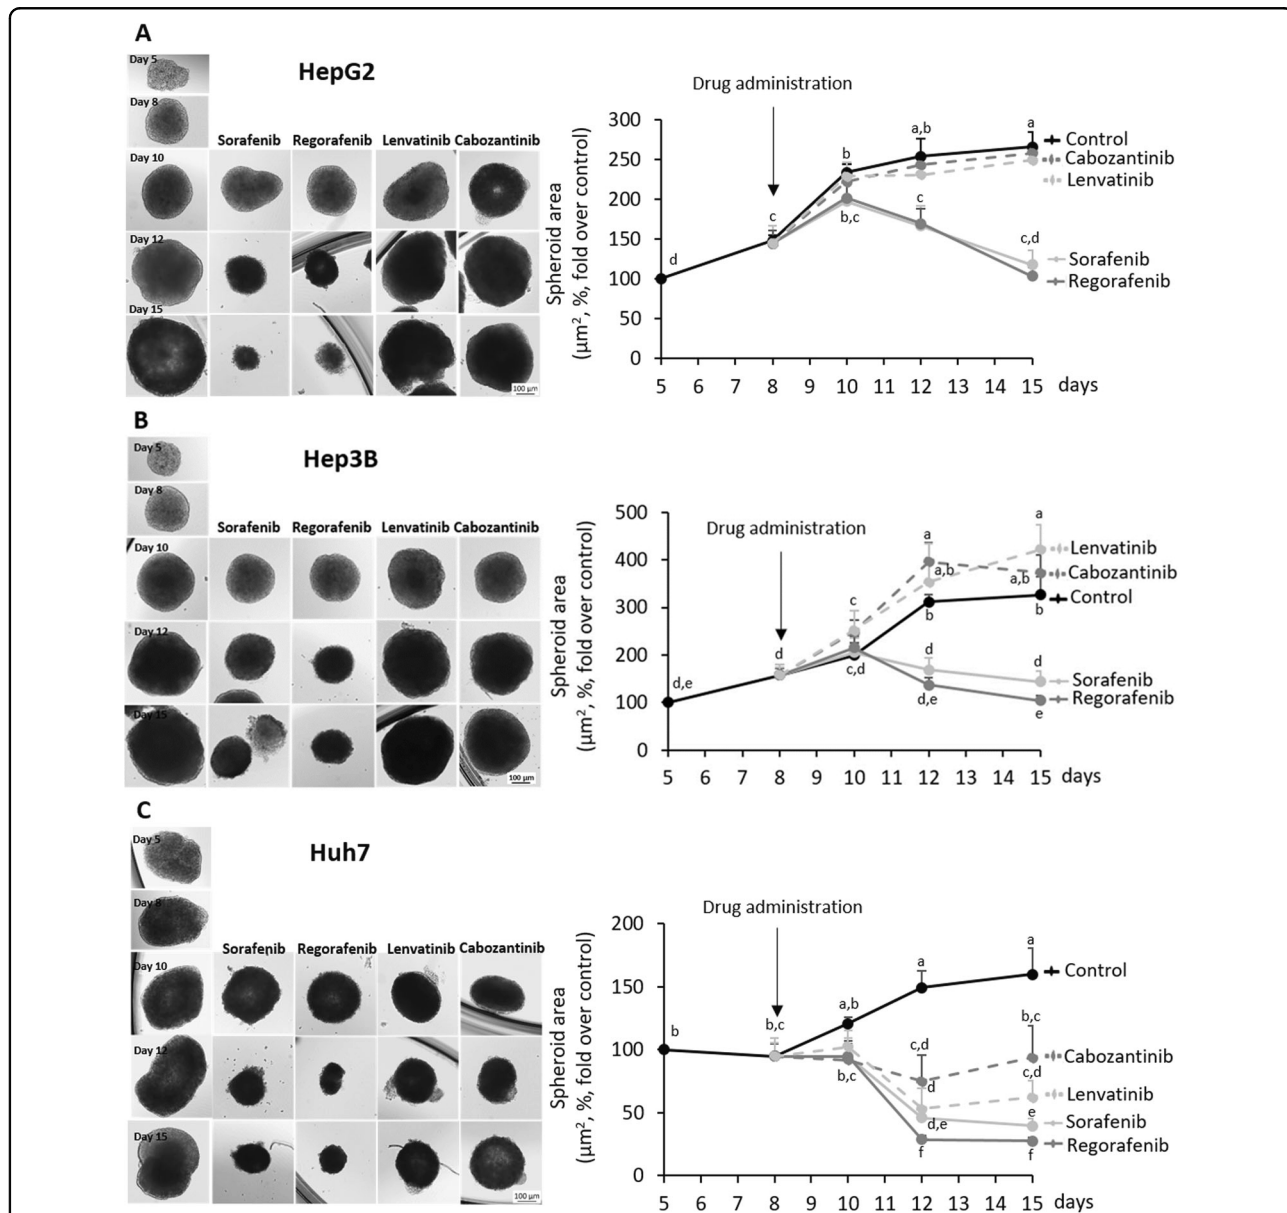 A
HepG2
Day 5
Day 8
Sorafenib Regorafenib Lenvatinib Cabozantinib
Day 10
Day 12
Day 15
100 µm
Drug administration
Spheroid area
(µm², %, fold over control)
300
250
200
150
100
50
0
d
c
b
b,c
a,b
c
a
c,d
Control
Cabozantinib
Lenvatinib
Sorafenib
Regorafenib
5 6 7 8 10 11 12 13 14 15 days
B
Hep3B
Day 5
Day 8
Sorafenib Regorafenib Lenvatinib Cabozantinib
Day 10
Day 12
Day 15
100 µm
Drug administration
Spheroid area
(µm², %, fold over control)
500
400
300
200
100
0
d,e
d
c
c,d
a
a,b
b
d
d,e
a
a,b
b
d
e
Lenvatinib
Cabozantinib
Control
Sorafenib
Regorafenib
5 6 7 8 9 10 11 12 13 14 15 days
C
Huh7
Day 5
Day 8
Sorafenib Regorafenib Lenvatinib Cabozantinib
Day 10
Day 12
Day 15
100 µm
Drug administration
Spheroid area
(µm², %, fold over control)
200
150
100
50
0
b
b,c
a,b
b,c
a
c,d
d
d,e
f
a
b,c
c,d
e
f
Control
Cabozantinib
Lenvatinib
Sorafenib
Regorafenib
5 6 7 8 9 10 11 12 13 14 15 days